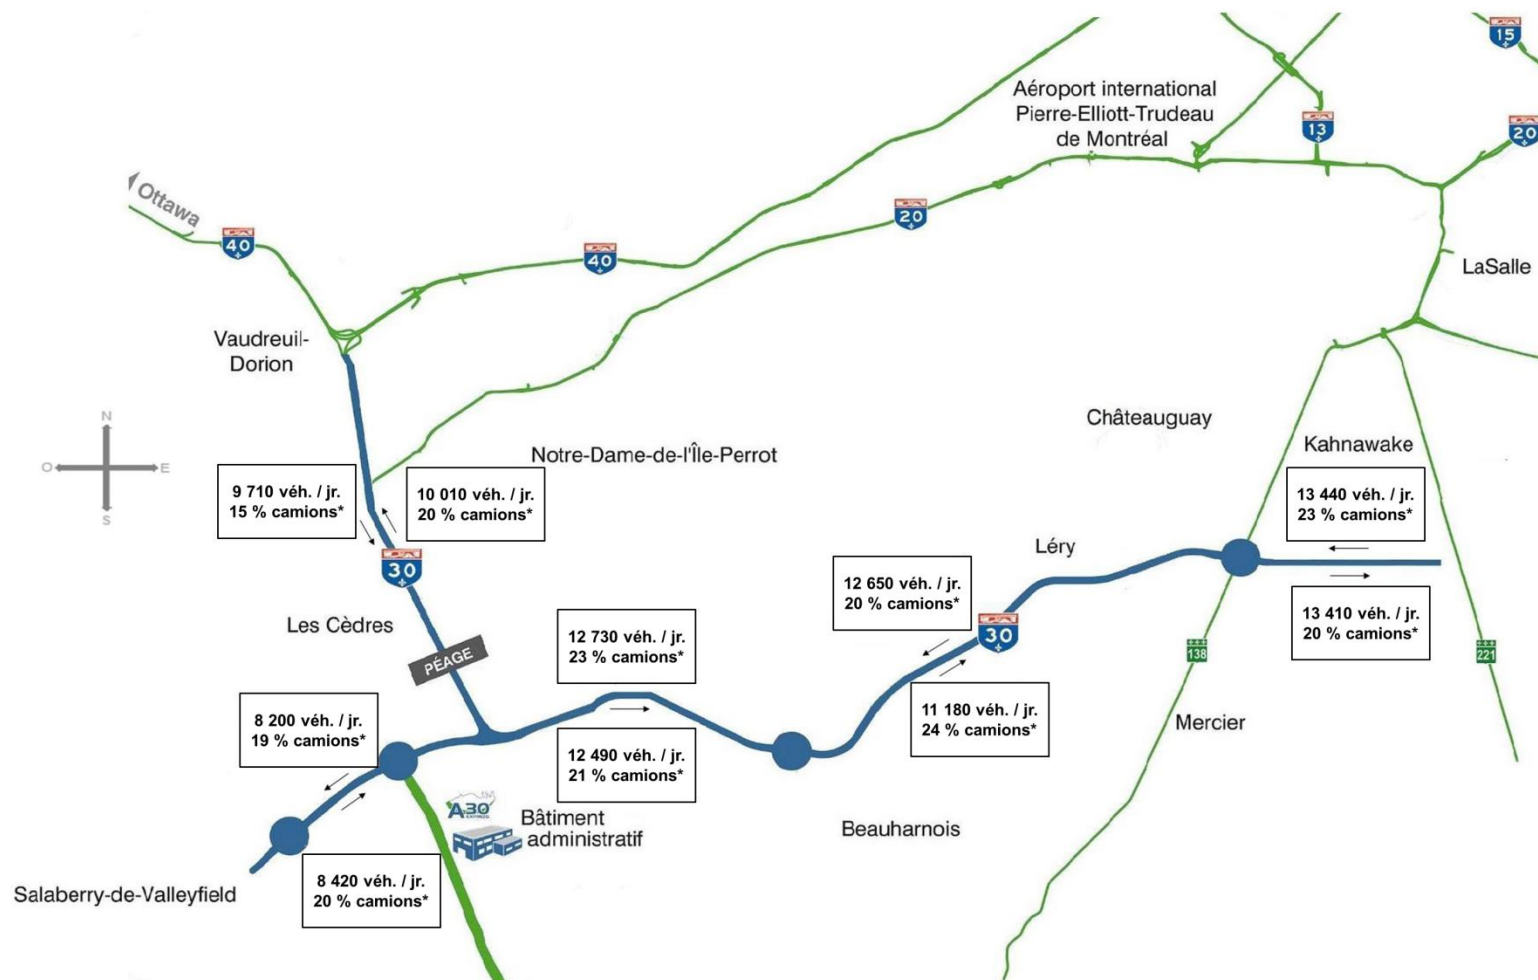 15
Aéroport international
Pierre-Elliott-Trudeau
de Montréal
13
20
Ottawa
20
40
40
LaSalle
Vaudreuil-
Dorion
Châteauguay
N
O
E
S
Notre-Dame-de-l'Île-Perrot
Kahnawake
9 710 véh. / jr.
15 % camions*
10 010 véh. / jr.
20 % camions*
13 440 véh. / jr.
23 % camions*
Léry
30
12 650 véh. / jr.
20 % camions*
13 410 véh. / jr.
20 % camions*
Les Cèdres
12 730 véh. / jr.
23 % camions*
30
138
221
PÉAGE
8 200 véh. / jr.
19 % camions*
11 180 véh. / jr.
24 % camions*
Mercier
12 490 véh. / jr.
21 % camions*
A30
EXPRESS
Bâtiment
administratif
Beauharnois
8 420 véh. / jr.
20 % camions*
Salaberry-de-Valleyfield